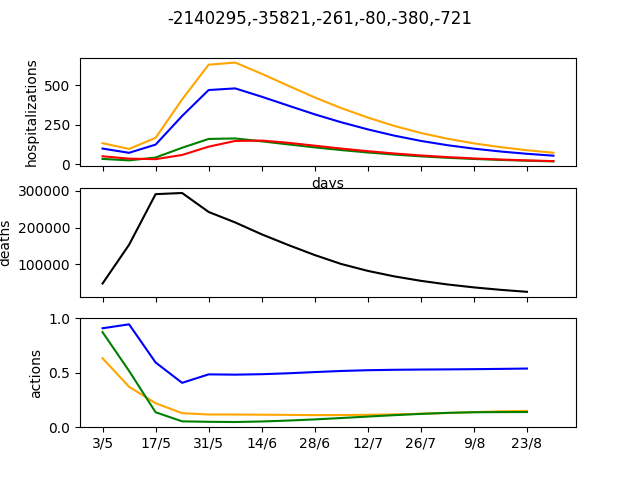 -2140295,-35821,-261,-80,-380,-721
hospitalizations
500
250
0
days
deaths
300000
200000
100000
actions
1.0
0.5
0.0
3/5 17/5 31/5 14/6 28/6 12/7 26/7 9/8 23/8